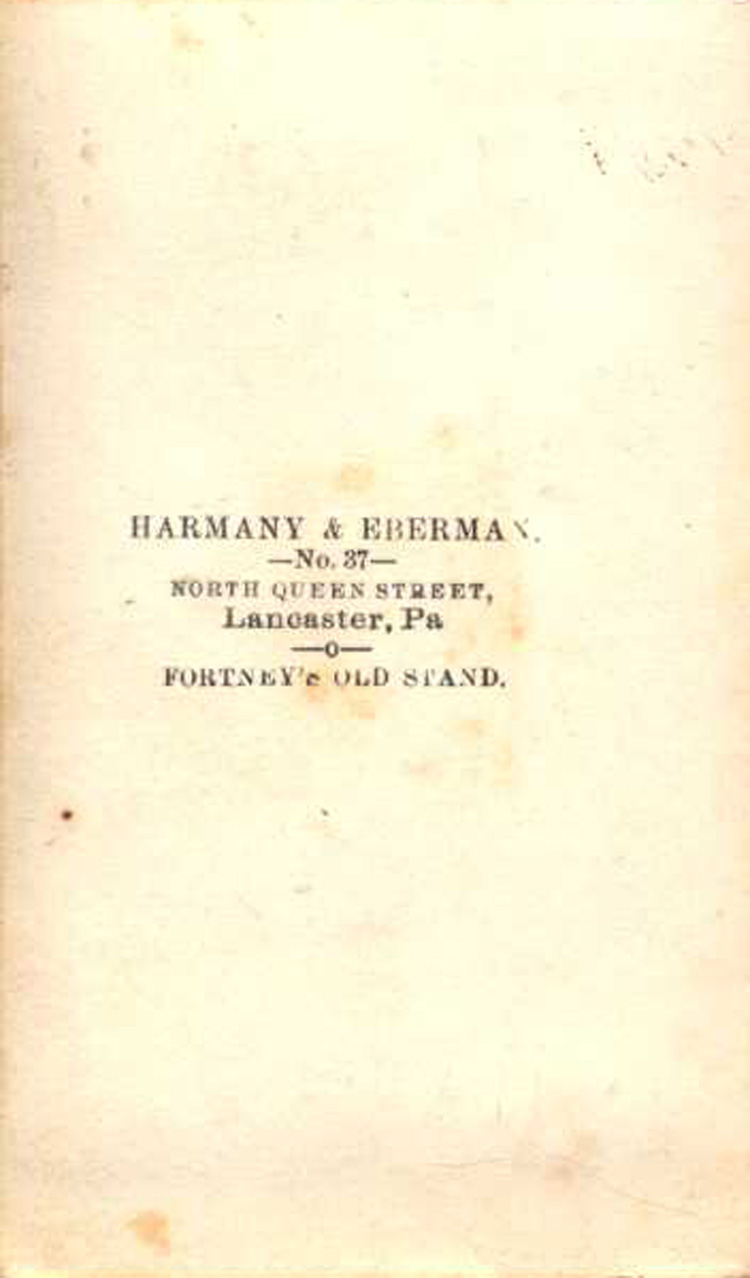 HARMANY & EBERMAN.
—No. 37—
NORTH QUEEN STREET,
Lancaster, Pa
—o—
FORTNEY's OLD STAND.